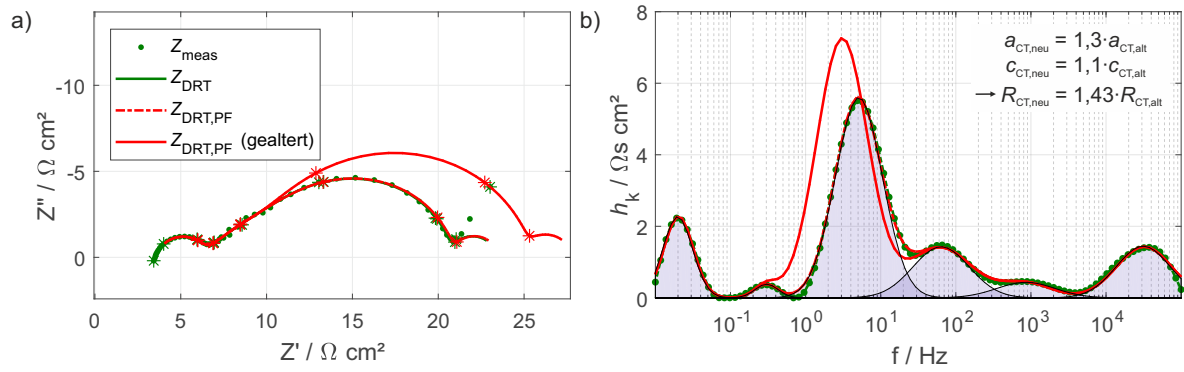 a)
Z_meas
Z_DRT
Z_DRT,PF
Z_DRT,PF (gealtert)
-10
-5
0
Z'' / Ω cm²
0 5 10 15 20 25
Z' / Ω cm²
b)
a_CT,neu = 1,3·a_CT,alt
c_CT,neu = 1,1·c_CT,alt
→ R_CT,neu = 1,43·R_CT,alt
8
6
4
2
0
h_k / Ωs cm²
10^-1 10^0 10^1 10^2 10^3 10^4
f / Hz